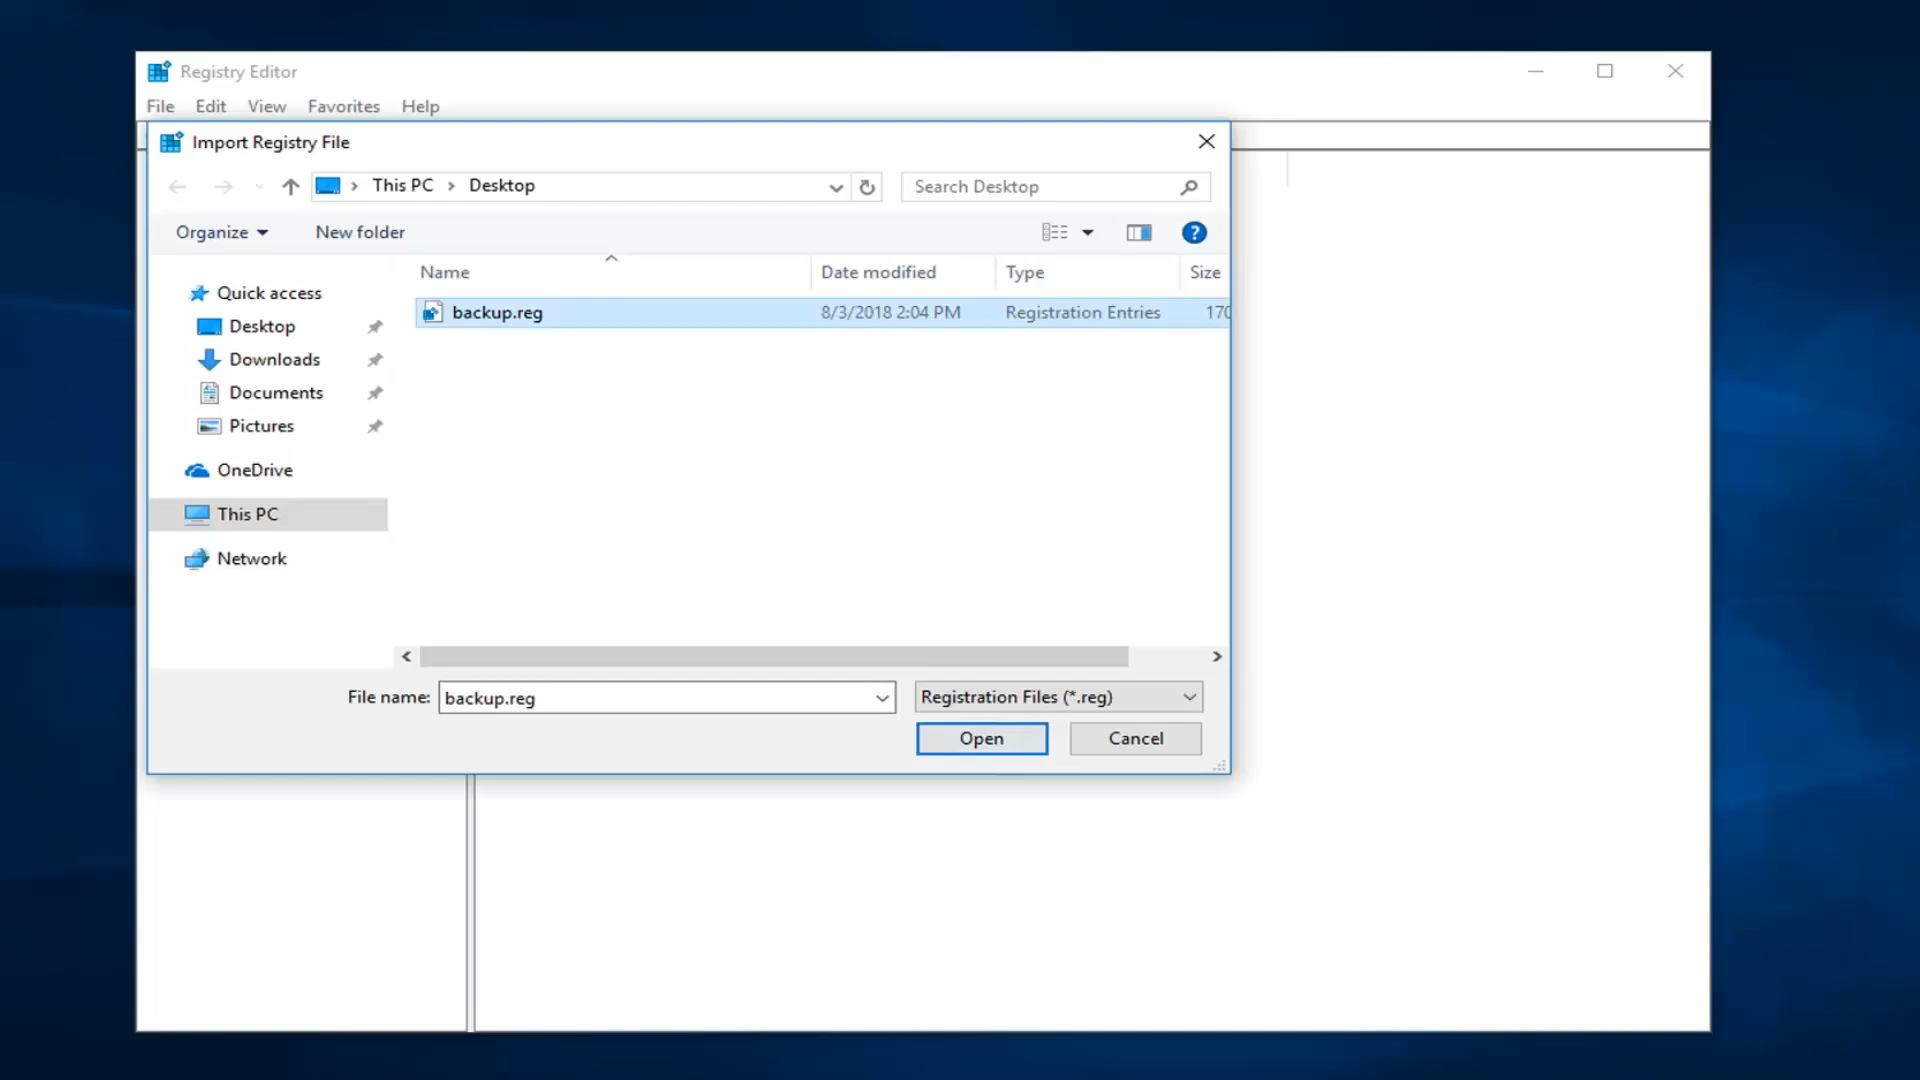 Registry Editor
File Edit View Favorites Help
Import Registry File
This PC > Desktop
Search Desktop
Organize New folder
?
Name Date modified Type Size
backup.reg 8/3/2018 2:04 PM Registration Entries 170
Quick access
Desktop
Downloads
Documents
Pictures
OneDrive
This PC
Network
File name: backup.reg Registration Files (*.reg)
Open Cancel